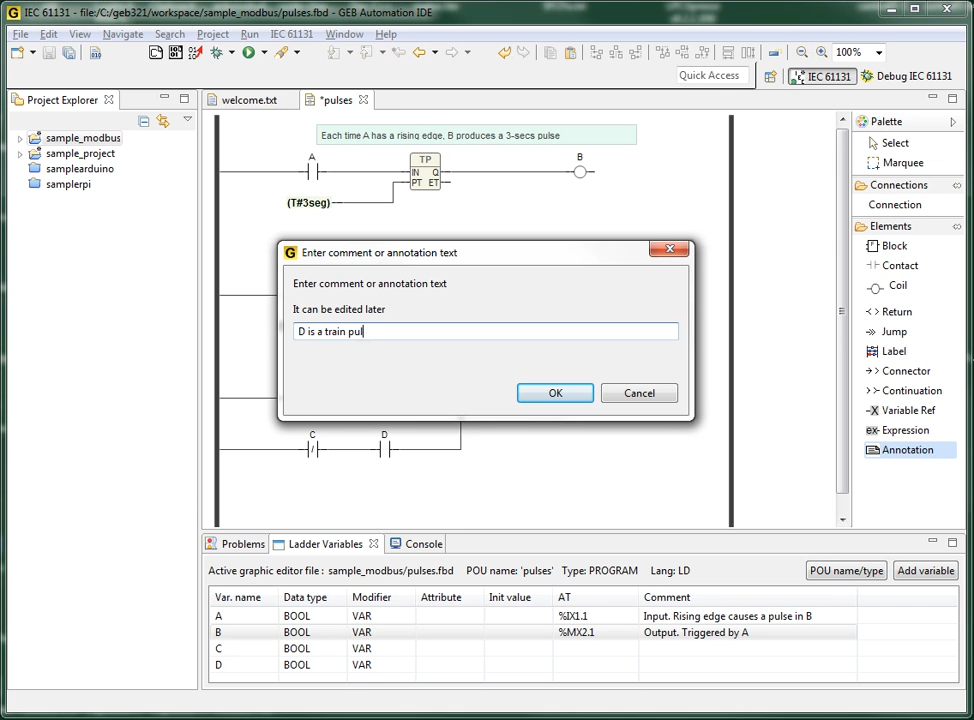 IEC 61131 - file:/C:/geb321/workspace/sample_modbus/pulses.fbd - GEB Automation IDE
File Edit View Navigate Search Project Run IEC 61131 Window Help
100%
Quick Access
IEC 61131
Debug IEC 61131
Project Explorer
sample_modbus
sample_project
samplearduino
samplerpi
welcome.txt
*pulses
Each time A has a rising edge, B produces a 3-secs pulse
A
TP
B
IN Q
PT ET
(T#3seg)
Enter comment or annotation text
Enter comment or annotation text
It can be edited later
D is a train pul
OK
Cancel
C
D
Palette
Select
Marquee
Connections
Connection
Elements
Block
Contact
Coil
Return
Jump
Label
Connector
Continuation
Variable Ref
ex- Expression
Annotation
Problems
Ladder Variables
Console
Active graphic editor file : sample_modbus/pulses.fbd POU name: 'pulses' Type: PROGRAM Lang: LD
POU name/type
Add variable
Var. name Data type Modifier Attribute Init value AT Comment
A BOOL VAR %IX1.1 Input. Rising edge causes a pulse in B
B BOOL VAR %MX2.1 Output. Triggered by A
C BOOL VAR
D BOOL VAR